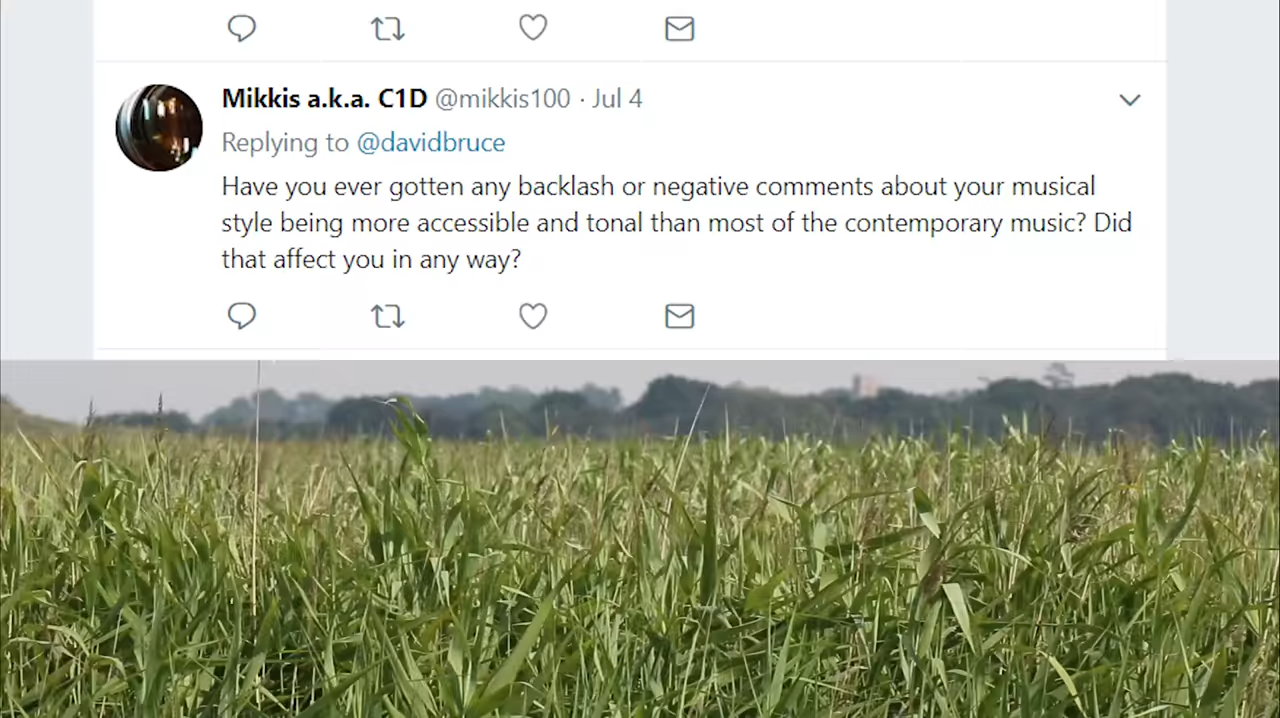 Mikkis a.k.a. C1D @mikkis100 · Jul 4
Replying to @davidbruce
Have you ever gotten any backlash or negative comments about your musical
style being more accessible and tonal than most of the contemporary music? Did
that affect you in any way?